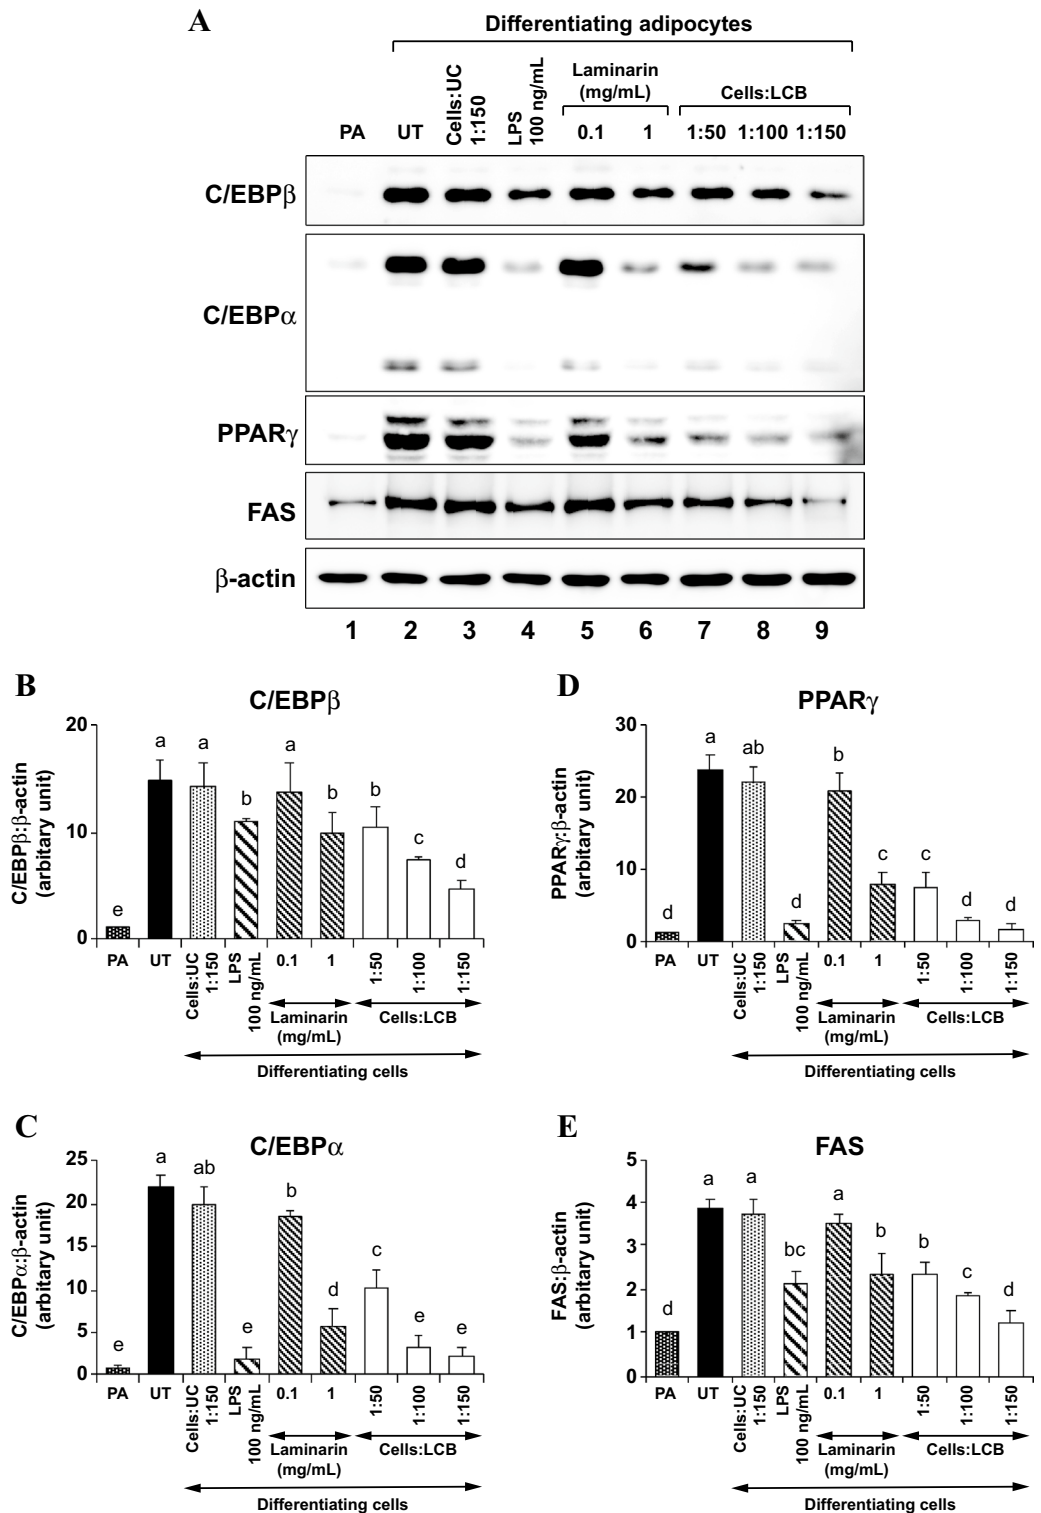 A
Differentiating adipocytes
PA
UT
Cells:UC
1:150
LPS
100 ng/mL
Laminarin
(mg/mL)
0.1
1
Cells:LCB
1:50
1:100
1:150
C/EBPβ
C/EBPα
PPARγ
FAS
β-actin
1 2 3 4 5 6 7 8 9
B
C/EBPβ
C/EBPβ:β-actin
(arbitary unit)
20
10
0
e a a b a b b c d
PA
UT
Cells:UC
1:150
LPS
100 ng/mL
0.1
1
1:50
1:100
1:150
Laminarin
(mg/mL)
Cells:LCB
Differentiating cells
D
PPARγ
PPARγ:β-actin
(arbitary unit)
30
20
10
0
d a ab d b c c d d
PA
UT
Cells:UC
1:150
LPS
100 ng/mL
0.1
1
1:50
1:100
1:150
Laminarin
(mg/mL)
Cells:LCB
Differentiating cells
C
C/EBPα
C/EBPα:β-actin
(arbitary unit)
25
20
15
10
5
0
e a ab e b d c e e
PA
UT
Cells:UC
1:150
LPS
100 ng/mL
0.1
1
1:50
1:100
1:150
Laminarin
(mg/mL)
Cells:LCB
Differentiating cells
E
FAS
FAS:β-actin
(arbitary unit)
5
4
3
2
1
0
d a a bc a b b c d
PA
UT
Cells:UC
1:150
LPS
100 ng/mL
0.1
1
1:50
1:100
1:150
Laminarin
(mg/mL)
Cells:LCB
Differentiating cells